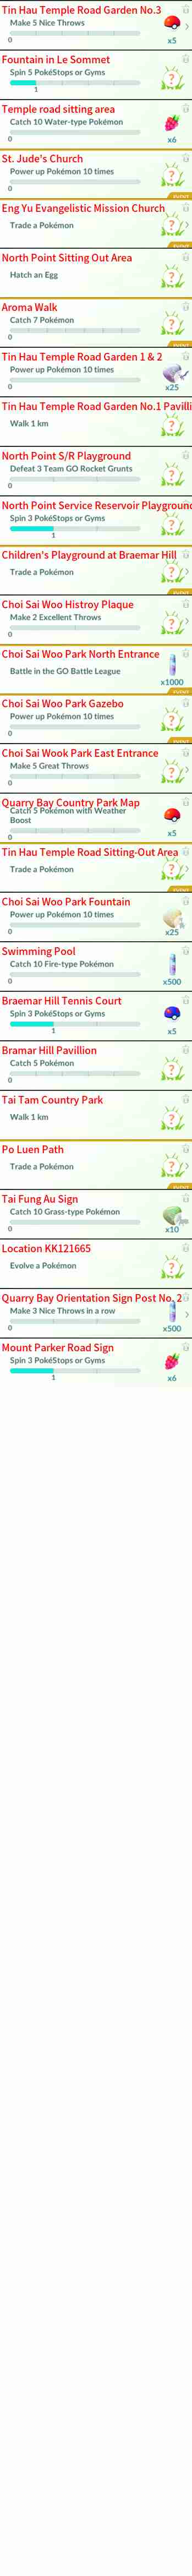 Tin Hau Temple Road Garden No.3
Make 5 Nice Throws
0
x5
Fountain in Le Sommet
Spin 5 PokéStops or Gyms
1
Temple road sitting area
Catch 10 Water-type Pokémon
0
x6
St. Jude's Church
Power up Pokémon 10 times
0
EVENT
Eng Yu Evangelistic Mission Church
Trade a Pokémon
EVENT
North Point Sitting Out Area
Hatch an Egg
Aroma Walk
Catch 7 Pokémon
0
EVENT
Tin Hau Temple Road Garden 1 & 2
Power up Pokémon 10 times
0
x25
Tin Hau Temple Road Garden No.1 Pavilli
Walk 1 km
North Point S/R Playground
Defeat 3 Team GO Rocket Grunts
0
North Point Service Reservoir Playground
Spin 3 PokéStops or Gyms
1
Children's Playground at Braemar Hill
Trade a Pokémon
EVENT
Choi Sai Woo Histroy Plaque
Make 2 Excellent Throws
0
Choi Sai Woo Park North Entrance
Battle in the GO Battle League
x1000
EVENT
Choi Sai Woo Park Gazebo
Power up Pokémon 10 times
0
EVENT
Choi Sai Wook Park East Entrance
Make 5 Great Throws
0
Quarry Bay Country Park Map
Catch 5 Pokémon with Weather
Boost
0
x5
Tin Hau Temple Road Sitting-Out Area
Trade a Pokémon
EVENT
Choi Sai Woo Park Fountain
Power up Pokémon 10 times
0
x25
Swimming Pool
Catch 10 Fire-type Pokémon
0
x500
Braemar Hill Tennis Court
Spin 3 PokéStops or Gyms
1
x5
Bramar Hill Pavillion
Catch 5 Pokémon
0
Tai Tam Country Park
Walk 1 km
Po Luen Path
Trade a Pokémon
EVENT
Tai Fung Au Sign
Catch 10 Grass-type Pokémon
0
x10
Location KK121665
Evolve a Pokémon
Quarry Bay Orientation Sign Post No. 2
Make 3 Nice Throws in a row
0
x500
Mount Parker Road Sign
Spin 3 PokéStops or Gyms
1
x6